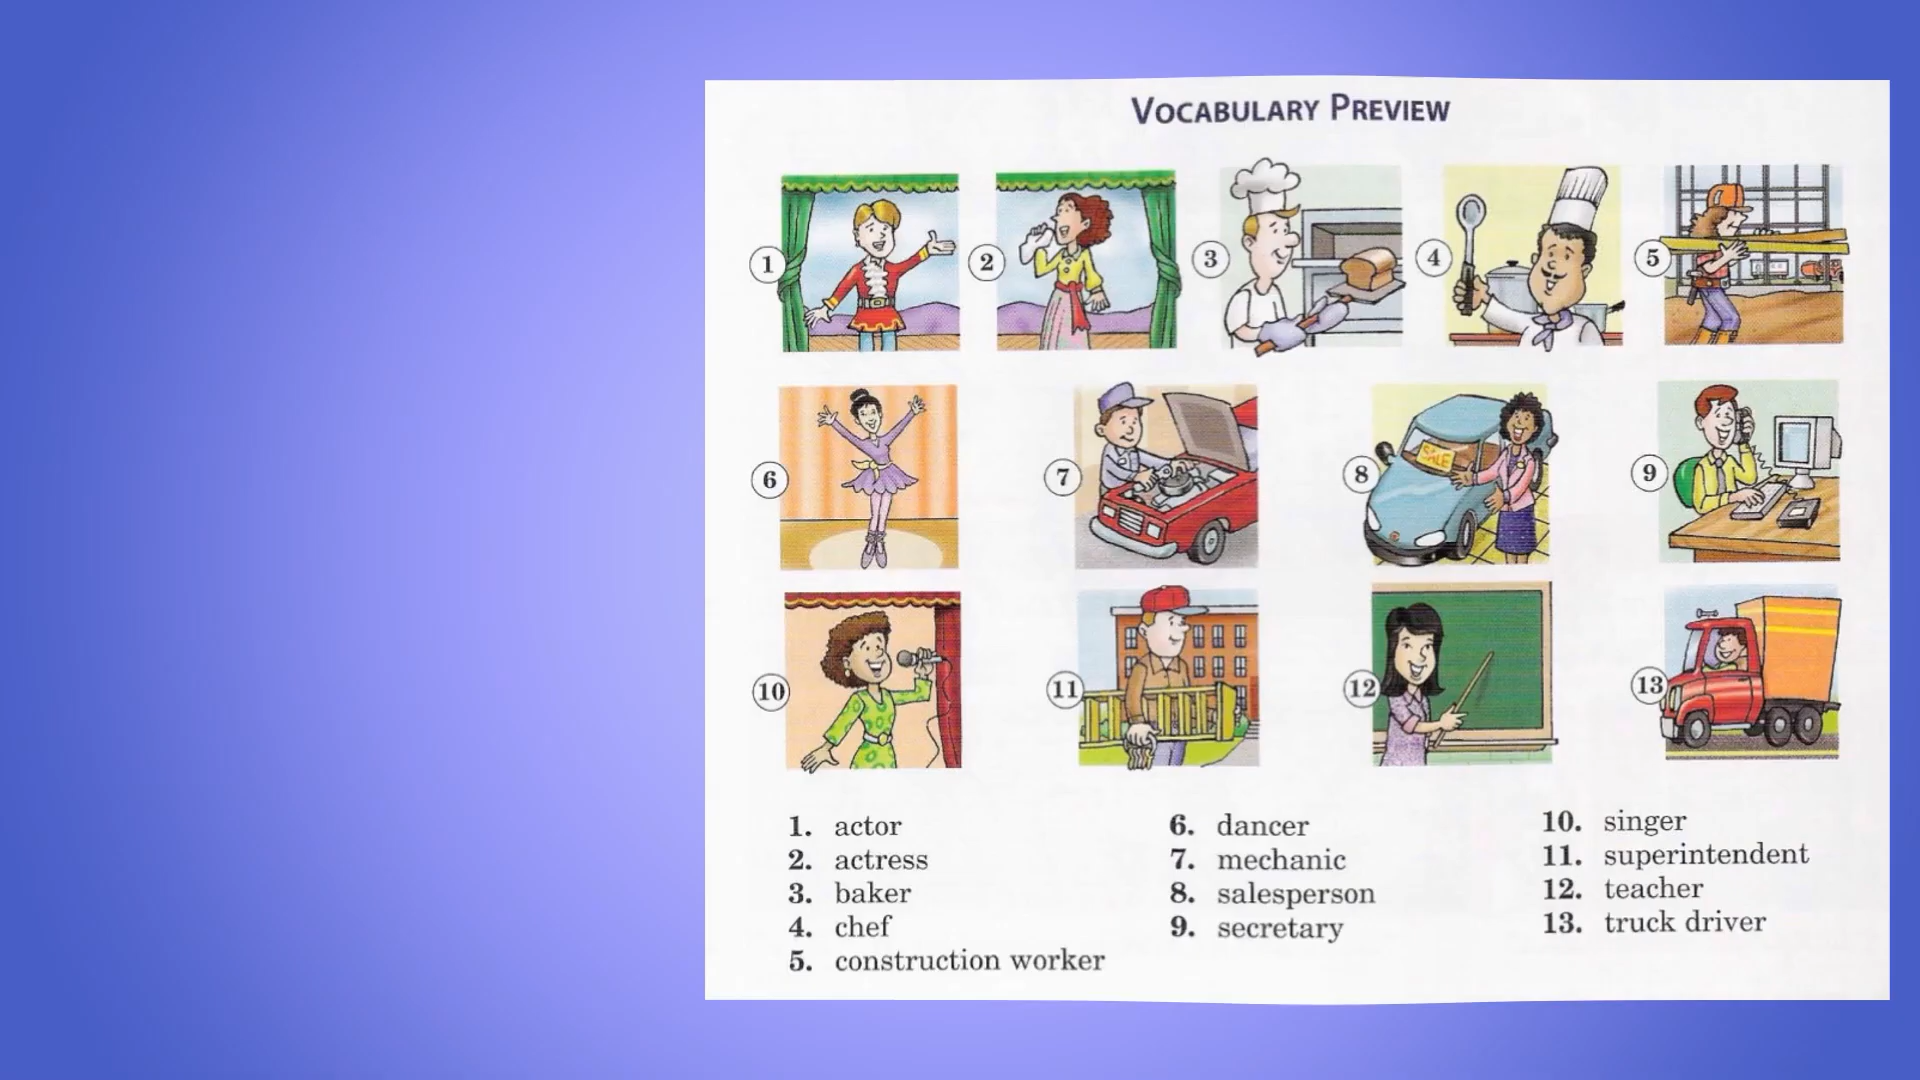 VOCABULARY PREVIEW
1
2
3
4
5
6
7
SALE
8
9
10
11
12
13
1. actor
2. actress
3. baker
4. chef
5. construction worker
6. dancer
7. mechanic
8. salesperson
9. secretary
10. singer
11. superintendent
12. teacher
13. truck driver